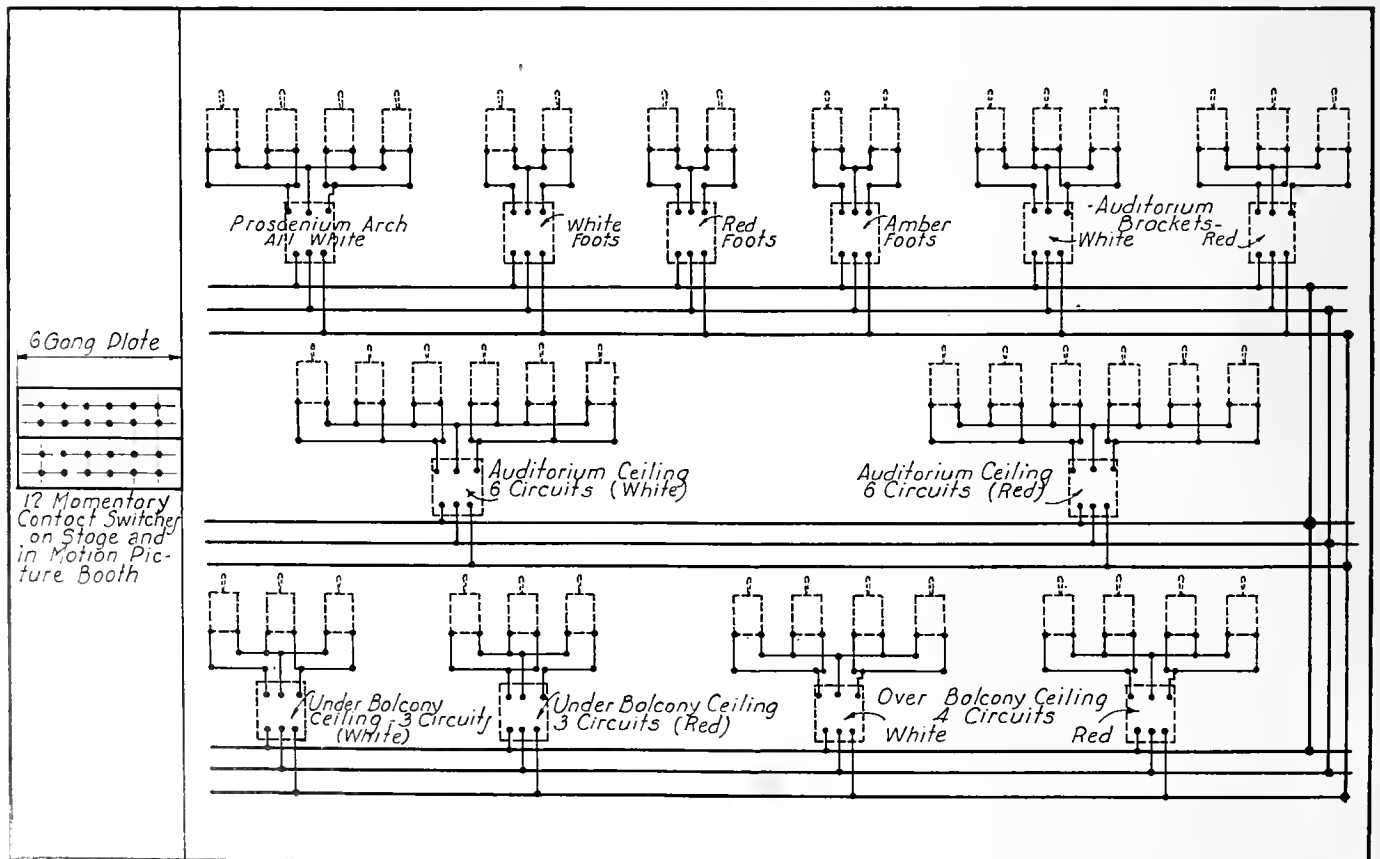 Proscenium Arch
All White
White
Foots
Red
Foots
Amber
Foots
-Auditorium
Brackets-
White
Red
6 Gang Plate
12 Momentary
Contact Switches
on Stage and
in Motion Pic-
ture Booth
Auditorium Ceiling
6 Circuits (White)
Auditorium Ceiling
6 Circuits (Red)
Under Balcony
Ceiling - 3 Circuits
(White)
Under Balcony Ceiling
3 Circuits (Red)
Over Balcony Ceiling
4 Circuits
White
Red